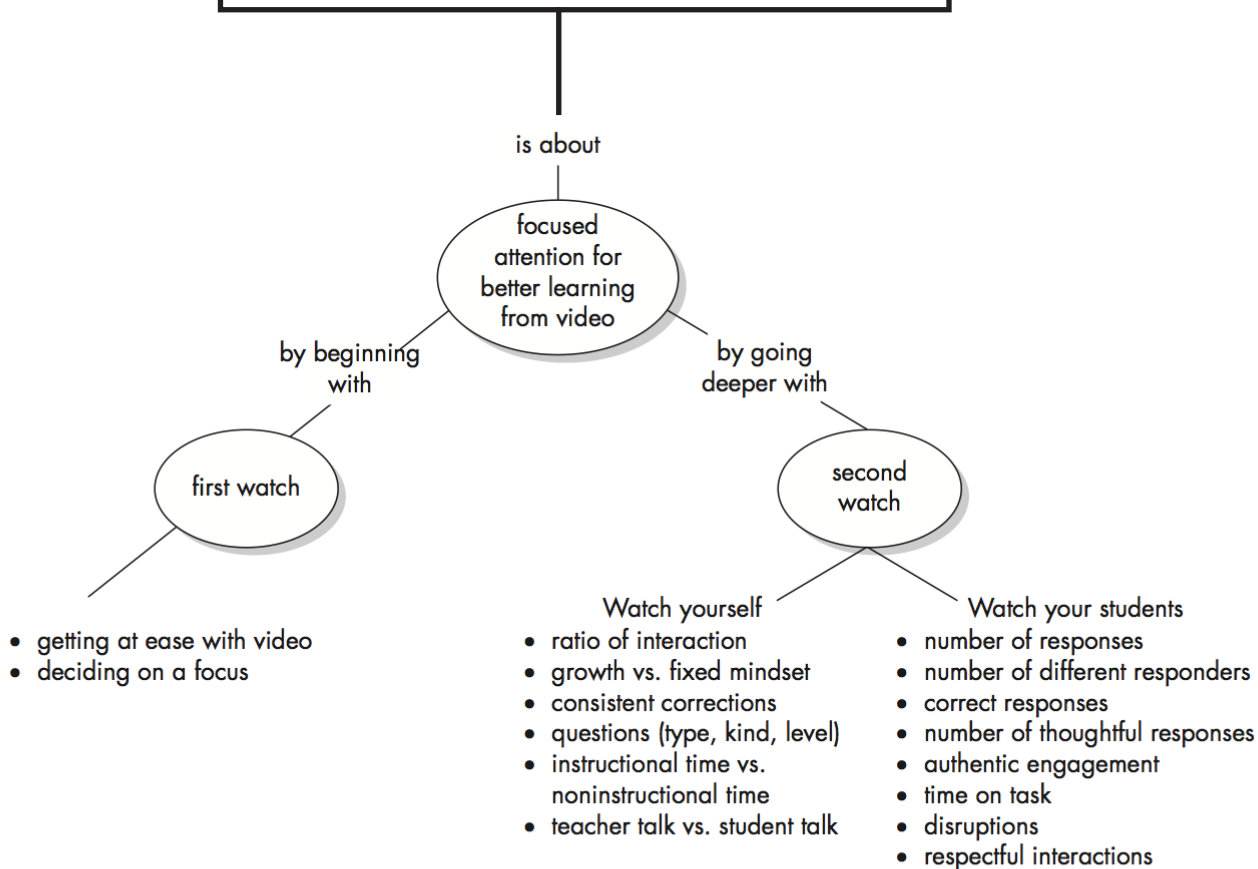 is about
focused
attention for
better learning
from video
by beginning
with
by going
deeper with
first watch
second
watch
• getting at ease with video
• deciding on a focus
Watch yourself
• ratio of interaction
• growth vs. fixed mindset
• consistent corrections
• questions (type, kind, level)
• instructional time vs.
noninstructional time
• teacher talk vs. student talk
Watch your students
• number of responses
• number of different responders
• correct responses
• number of thoughtful responses
• authentic engagement
• time on task
• disruptions
• respectful interactions